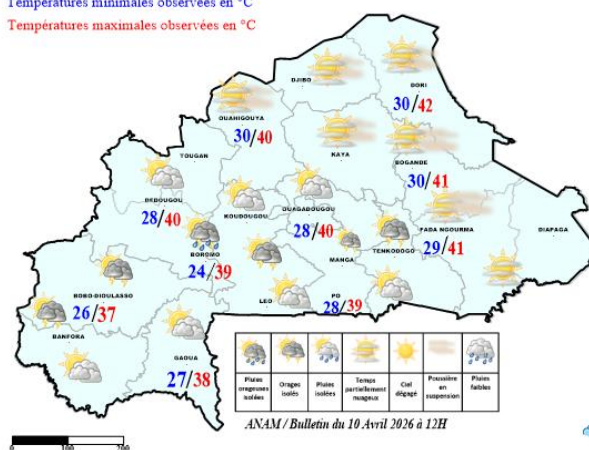 Températures minimales observées en °C
Températures maximales observées en °C
DJIBO
DORI
30/42
OUAHIGOUYA
30/40
TOUGAN
KAYA
BOGANDE
30/41
DEDOUGOU
28/40
KOUDOUGOU
OUAGADOUGOU
28/40
FADA NGOURMA
29/41
DIAPAGA
BOROMO
24/39
MANGA
TENKODOGO
BOBO-DIOULASSO
26/37
LEO
PO
28/39
BANFORA
GAOUA
27/38
Pluies orageuses isolées
Orages isolés
Pluies isolées
Temps partiellement nuageux
Ciel dégagé
Poussière en suspension
Pluies faibles
ANAM / Bulletin du 10 Avril 2026 à 12H
0 100 200